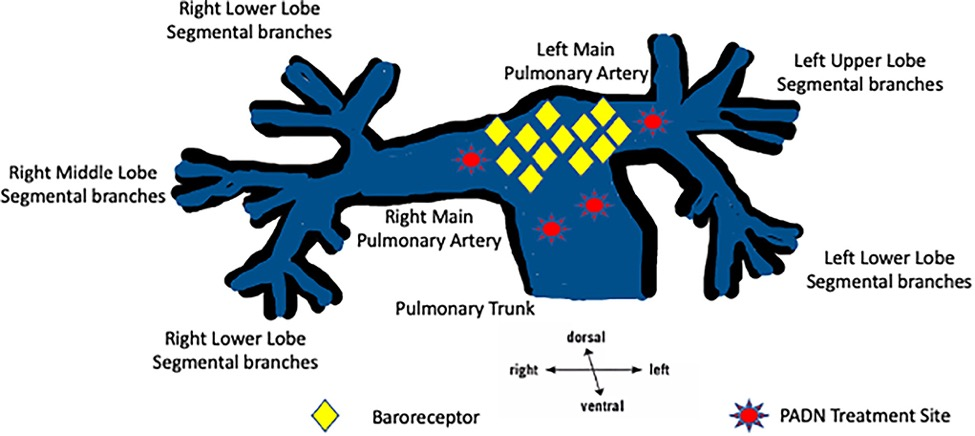 Right Lower Lobe
Segmental branches
Left Main
Pulmonary Artery
Left Upper Lobe
Segmental branches
Right Middle Lobe
Segmental branches
Right Main
Pulmonary Artery
Left Lower Lobe
Segmental branches
Pulmonary Trunk
Right Lower Lobe
Segmental branches
dorsal
right
left
ventral
Baroreceptor
PADN Treatment Site